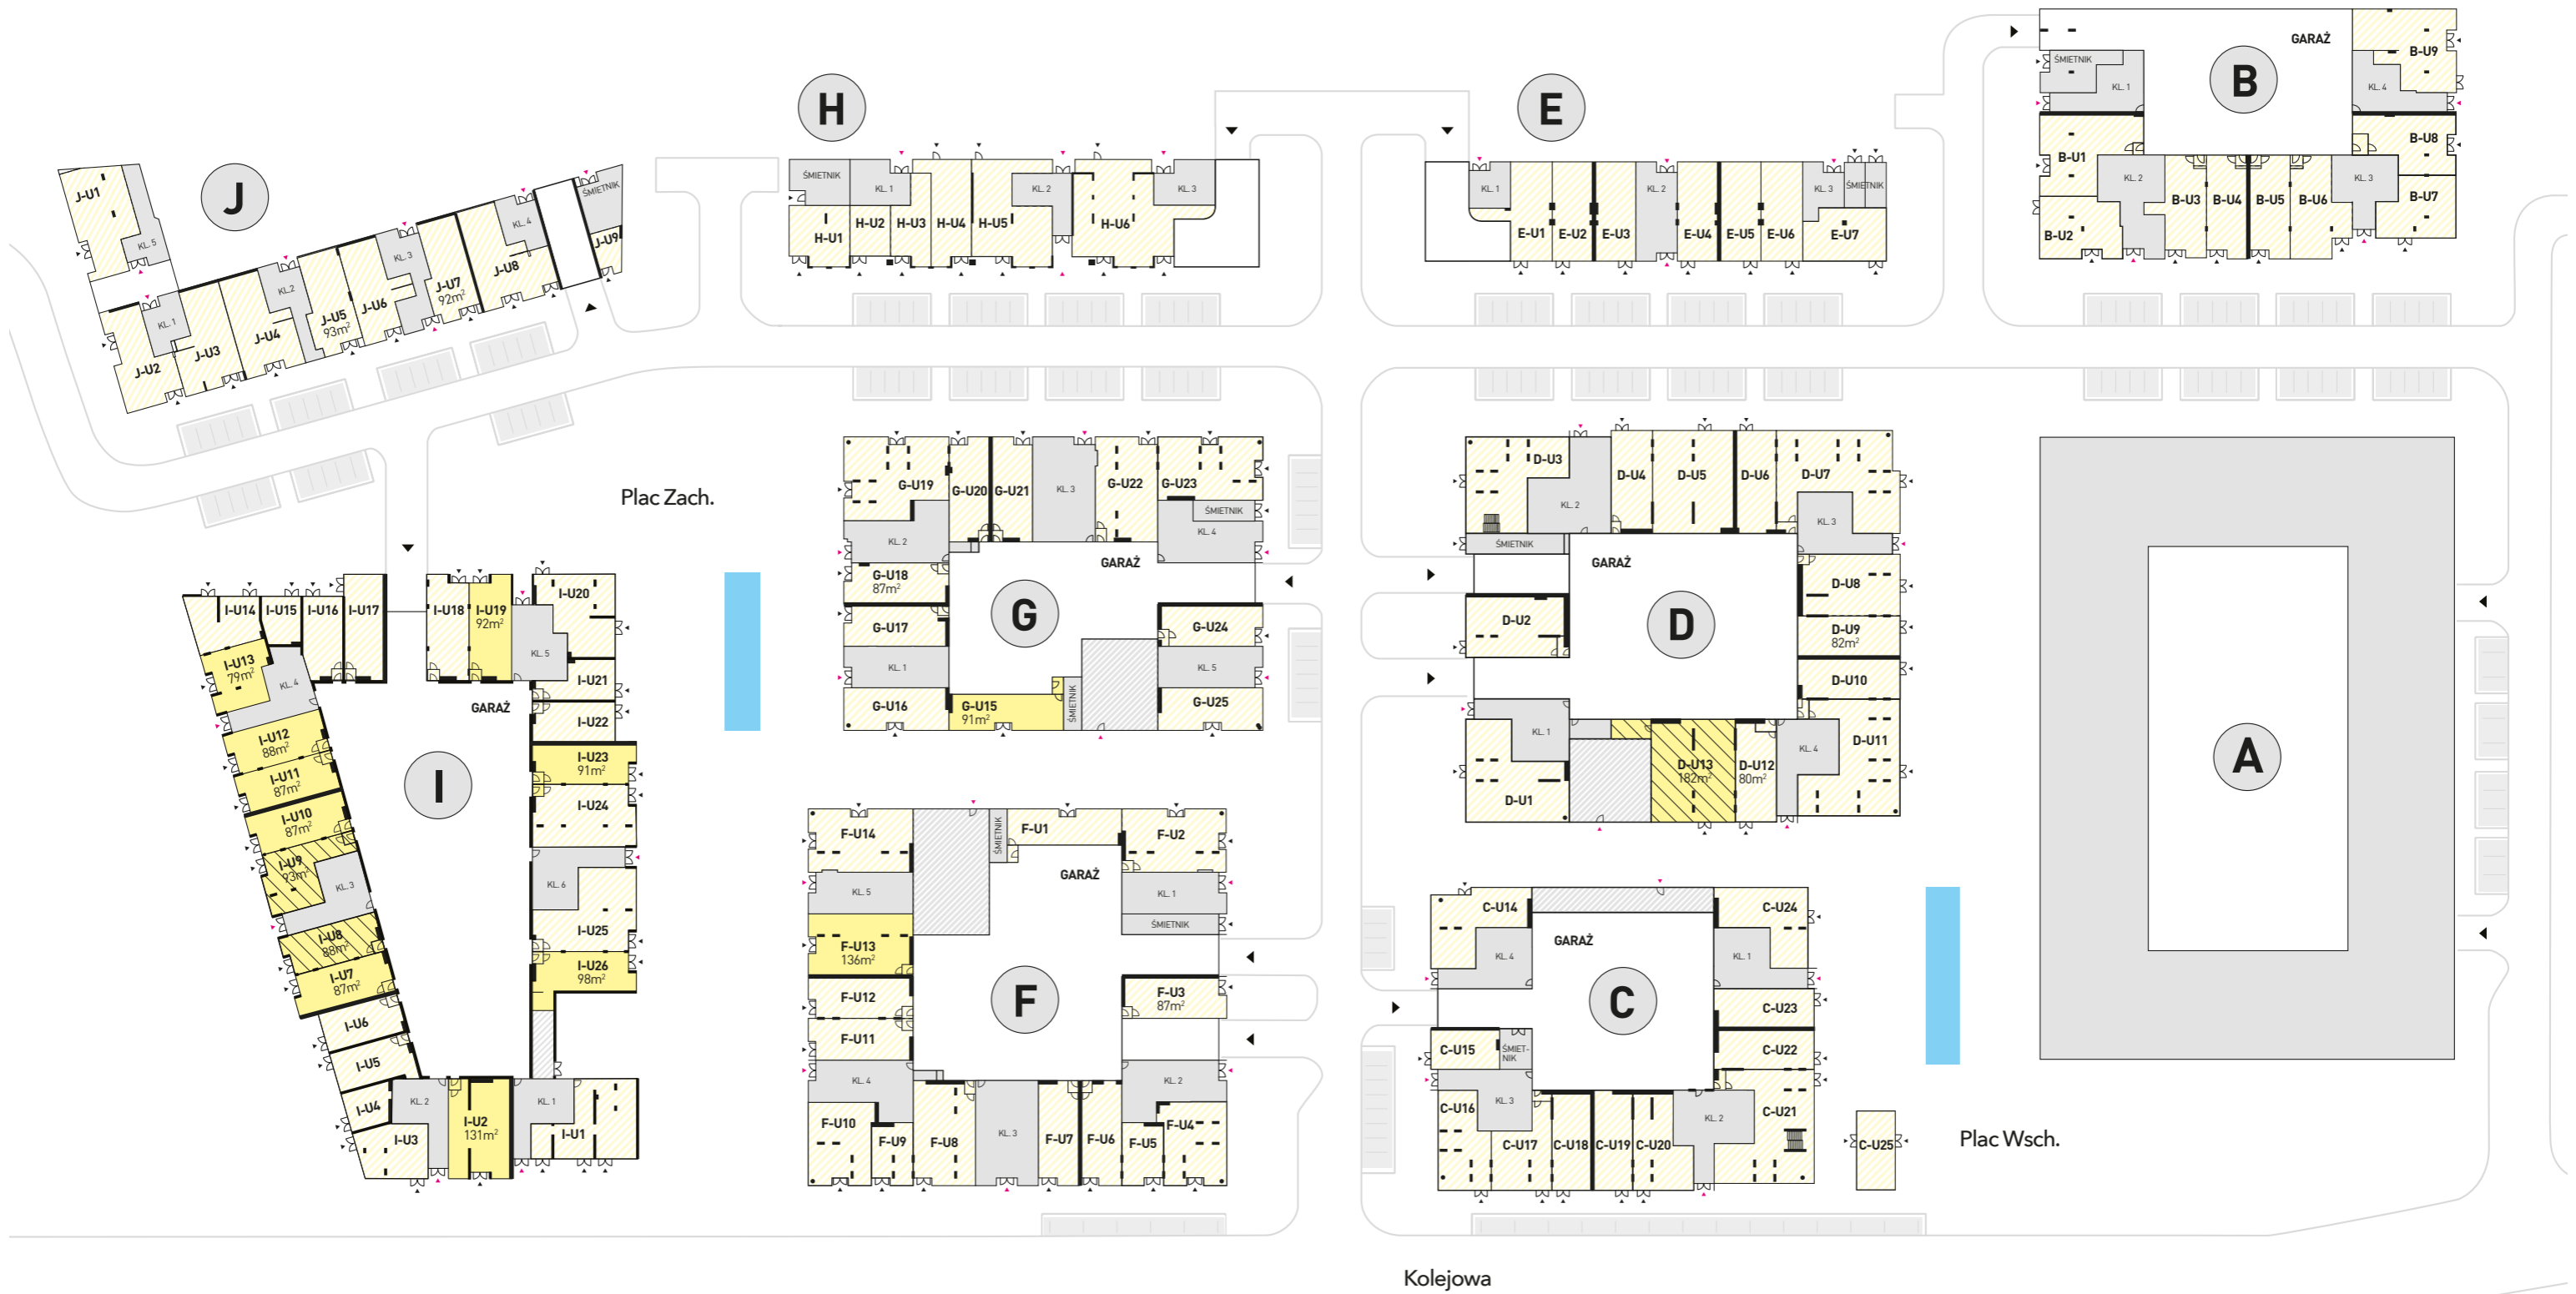 J
J-U1
KL. 5
KL. 1
J-U2
J-U3
J-U4
KL.2
J-U5
93m²
J-U6
KL.3
J-U7
92m²
J-U8
KL. 4
ŚMIETNIK
J-U9
H
ŚMIETNIK
KL. 1
KL. 2
KL. 3
H-U1
H-U2
H-U3
H-U4
H-U5
H-U6
E
KL. 1
KL. 2
KL. 3
ŚMIETNIK
E-U1
E-U2
E-U3
E-U4
E-U5
E-U6
E-U7
B
GARAŻ
ŚMIETNIK
KL. 1
B-U9
KL. 4
B-U8
B-U1
KL. 2
B-U3
B-U4
B-U5
B-U6
KL. 3
B-U7
B-U2
Plac Zach.
G
GARAŻ
G-U19
G-U20
G-U21
KL. 3
G-U22
G-U23
ŚMIETNIK
KL. 4
KL. 2
G-U18
87m²
G-U17
G-U24
KL. 1
KL. 5
G-U16
G-U15
91m²
ŚMIETNIK
G-U25
D
GARAŻ
D-U3
KL. 2
D-U4
D-U5
D-U6
D-U7
KL. 3
ŚMIETNIK
D-U8
D-U2
D-U9
82m²
D-U10
KL. 1
D-U1
D-U13
182m²
D-U12
80m²
KL. 4
D-U11
A
I
GARAŻ
I-U14
I-U15
I-U16
I-U17
I-U18
I-U19
92m²
I-U20
KL. 5
I-U13
79m²
KL. 4
I-U21
I-U22
I-U12
88m²
I-U11
87m²
I-U23
91m²
I-U10
87m²
I-U24
I-U9
93m²
KL. 3
KL. 6
I-U25
I-U8
88m²
I-U7
87m²
I-U26
98m²
I-U6
I-U5
I-U4
KL. 2
I-U3
I-U2
131m²
KL. 1
I-U1
F
GARAŻ
F-U14
ŚMIETNIK
F-U1
F-U2
KL. 5
KL. 1
ŚMIETNIK
F-U13
136m²
F-U12
F-U3
87m²
F-U11
KL. 4
KL. 2
F-U10
F-U9
F-U8
KL. 3
F-U7
F-U6
F-U5
F-U4
C
GARAŻ
C-U14
C-U24
KL. 4
KL. 1
C-U23
C-U15
ŚMIET-
NIK
C-U22
C-U16
KL. 3
C-U17
C-U18
C-U19
C-U20
KL. 2
C-U21
C-U25
Plac Wsch.
Kolejowa